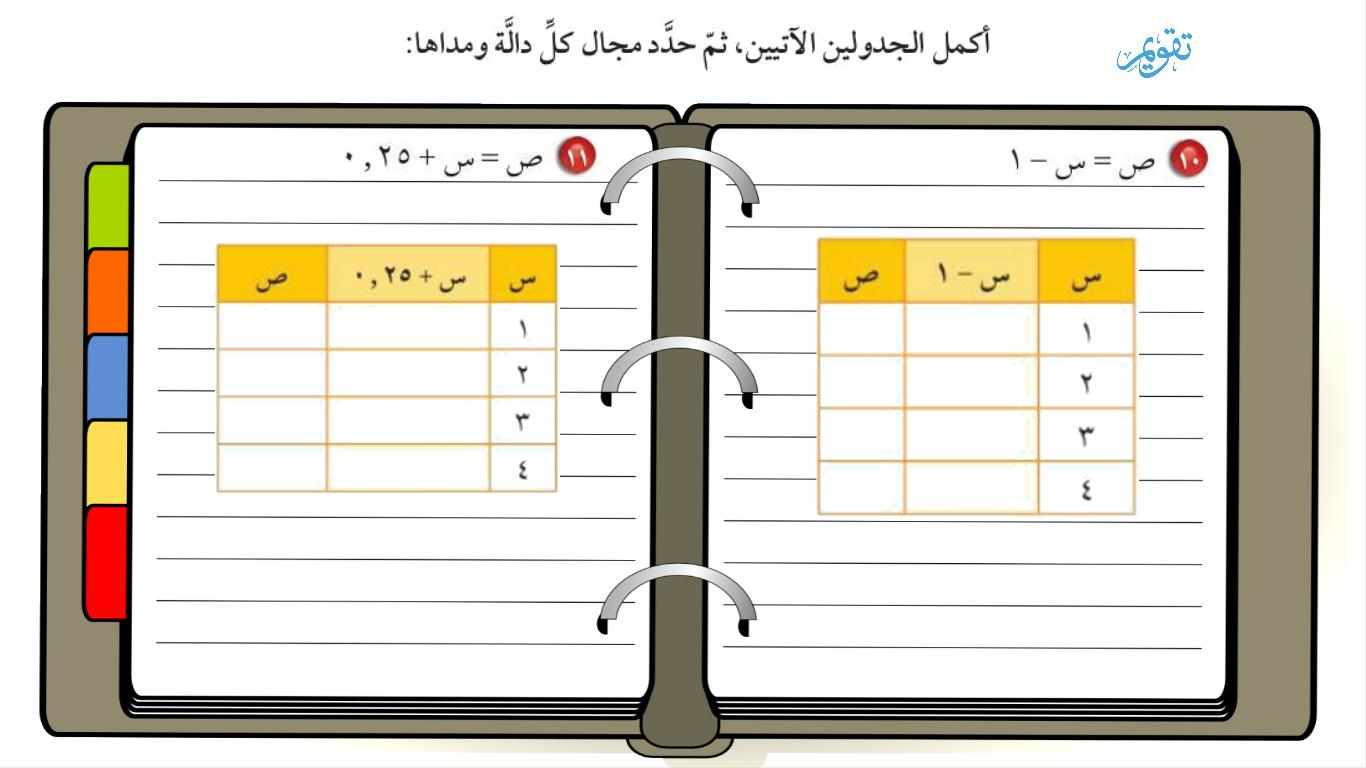 تقويم
أكمل الجدولين الآتيين، ثمّ حدَّد مجال كلِّ دالَّة ومداها:
١٠ ص = س − ١
س | س − ١ | ص
١
٢
٣
٤
١١ ص = س + ٠,٢٥
س | س + ٠,٢٥ | ص
١
٢
٣
٤